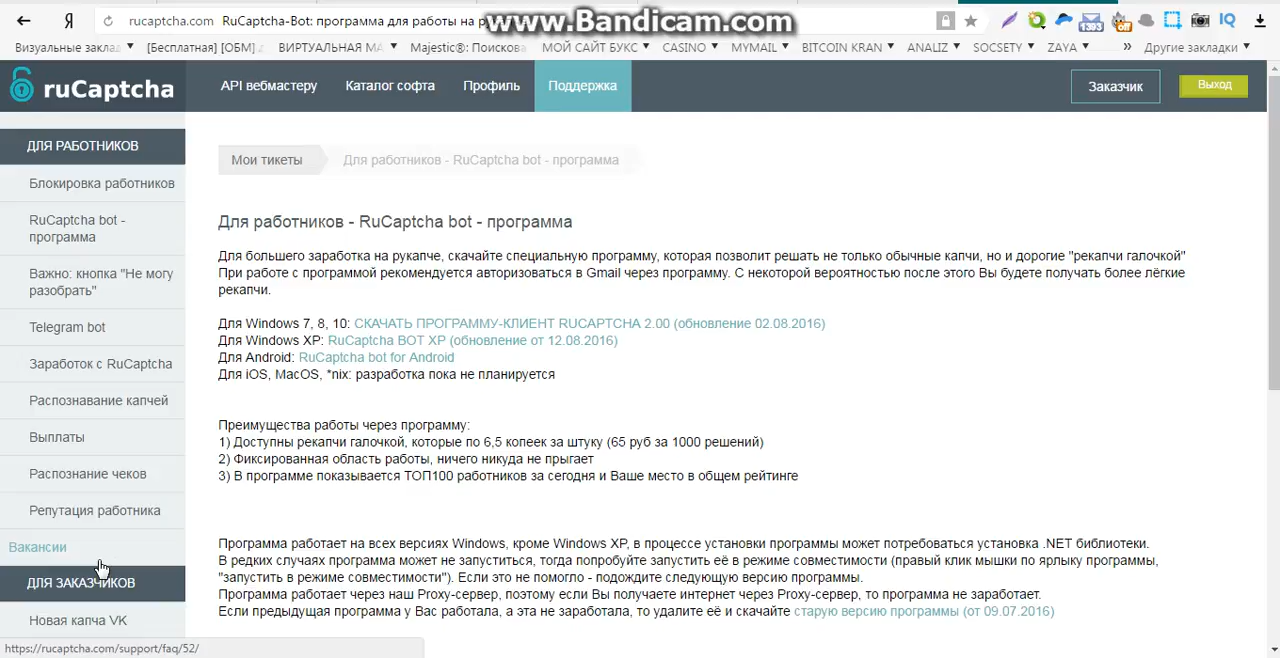 Я
rucaptcha.com RuCaptcha-Bot: программа для работы на р
www.Bandicam.com
1393
off
IQ
Визуальные заклад
[Бесплатная] [ОБМ]
ВИРТУАЛЬНАЯ МА
Majestic®: Поискова
МОЙ САЙТ БУКС
CASINO
MYMAIL
BITCOIN KRAN
ANALIZ
SOCSETY
ZAYA
»
Другие закладки
ruCaptcha
API вебмастеру
Каталог софта
Профиль
Поддержка
Заказчик
Выход
ДЛЯ РАБОТНИКОВ
Блокировка работников
RuCaptcha bot -
программа
Важно: кнопка "Не могу
разобрать"
Telegram bot
Заработок с RuCaptcha
Распознавание капчей
Выплаты
Распознание чеков
Репутация работника
Вакансии
ДЛЯ ЗАКАЗЧИКОВ
Новая капча VK
https://rucaptcha.com/support/faq/52/
Мои тикеты
Для работников - RuCaptcha bot - программа
Для работников - RuCaptcha bot - программа
Для большего заработка на рукапче, скачайте специальную программу, которая позволит решать не только обычные капчи, но и дорогие "рекапчи галочкой"
При работе с программой рекомендуется авторизоваться в Gmail через программу. С некоторой вероятностью после этого Вы будете получать более лёгкие
рекапчи.
Для Windows 7, 8, 10: СКАЧАТЬ ПРОГРАММУ-КЛИЕНТ RUCAPTCHA 2.00 (обновление 02.08.2016)
Для Windows XP: RuCaptcha BOT XP (обновление от 12.08.2016)
Для Android: RuCaptcha bot for Android
Для iOS, MacOS, *nix: разработка пока не планируется
Преимущества работы через программу:
1) Доступны рекапчи галочкой, которые по 6,5 копеек за штуку (65 руб за 1000 решений)
2) Фиксированная область работы, ничего никуда не прыгает
3) В программе показывается ТОП100 работников за сегодня и Ваше место в общем рейтинге
Программа работает на всех версиях Windows, кроме Windows XP, в процессе установки программы может потребоваться установка .NET библиотеки.
В редких случаях программа может не запуститься, тогда попробуйте запустить её в режиме совместимости (правый клик мышки по ярлыку программы,
"запустить в режиме совместимости"). Если это не помогло - подождите следующую версию программы.
Программа работает через наш Proxy-сервер, поэтому если Вы получаете интернет через Proxy-сервер, то программа не заработает.
Если предыдущая программа у Вас работала, а эта не заработала, то удалите её и скачайте старую версию программы (от 09.07.2016)